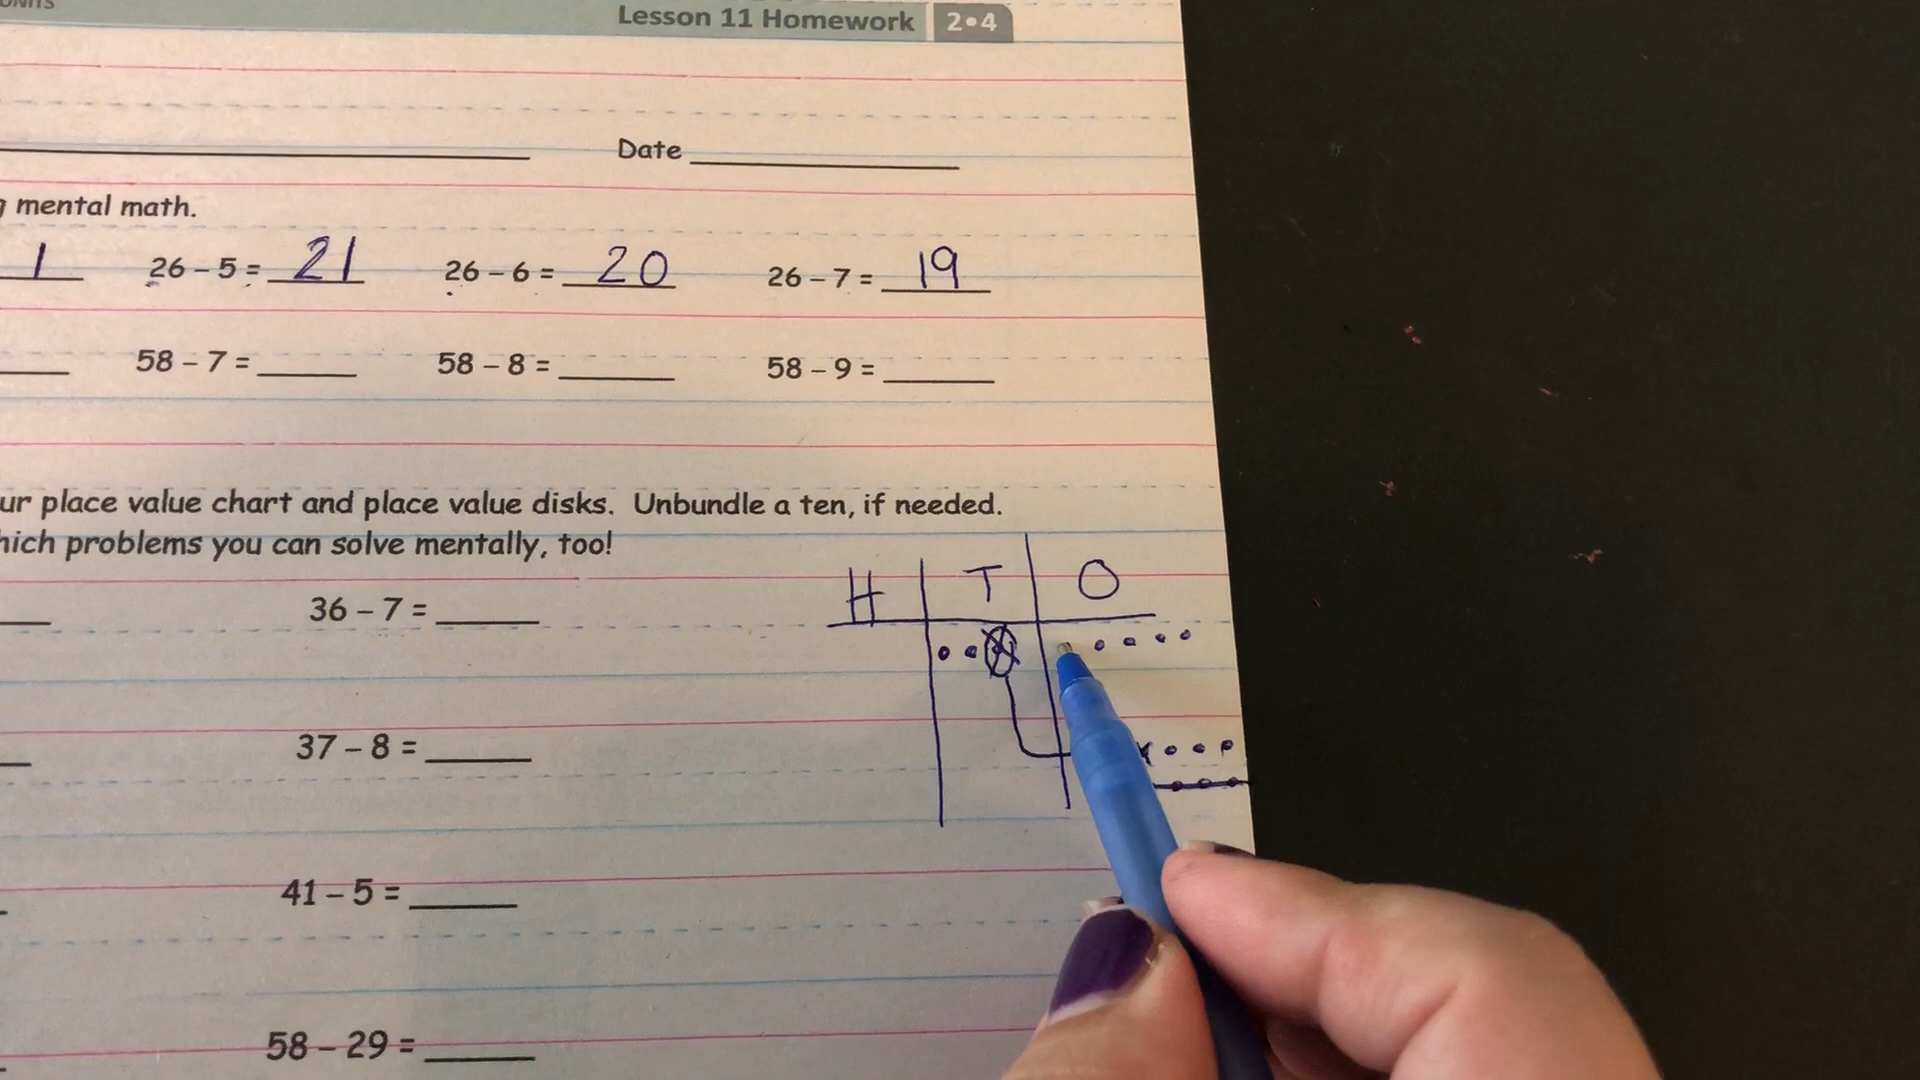 UNITS
Lesson 11 Homework 2•4
Date
mental math.
1 26 – 5 = 21 26 – 6 = 20 26 – 7 = 19
58 – 7 = 58 – 8 = 58 – 9 =
place value chart and place value disks. Unbundle a ten, if needed.
problems you can solve mentally, too!
H T O
36 – 7 =
37 – 8 =
41 – 5 =
58 – 29 =